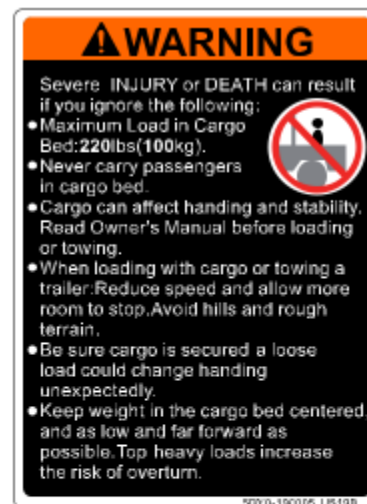 WARNING
Severe INJURY or DEATH can result
if you ignore the following:
●Maximum Load in Cargo
Bed:220lbs(100kg).
●Never carry passengers
in cargo bed.
●Cargo can affect handing and stability.
Read Owner's Manual before loading
or towing.
●When loading with cargo or towing a
trailer:Reduce speed and allow more
room to stop.Avoid hills and rough
terrain.
●Be sure cargo is secured a loose
load could change handing
unexpectedly.
●Keep weight in the cargo bed centered,
and as low and far forward as
possible.Top heavy loads increase
the risk of overturn.